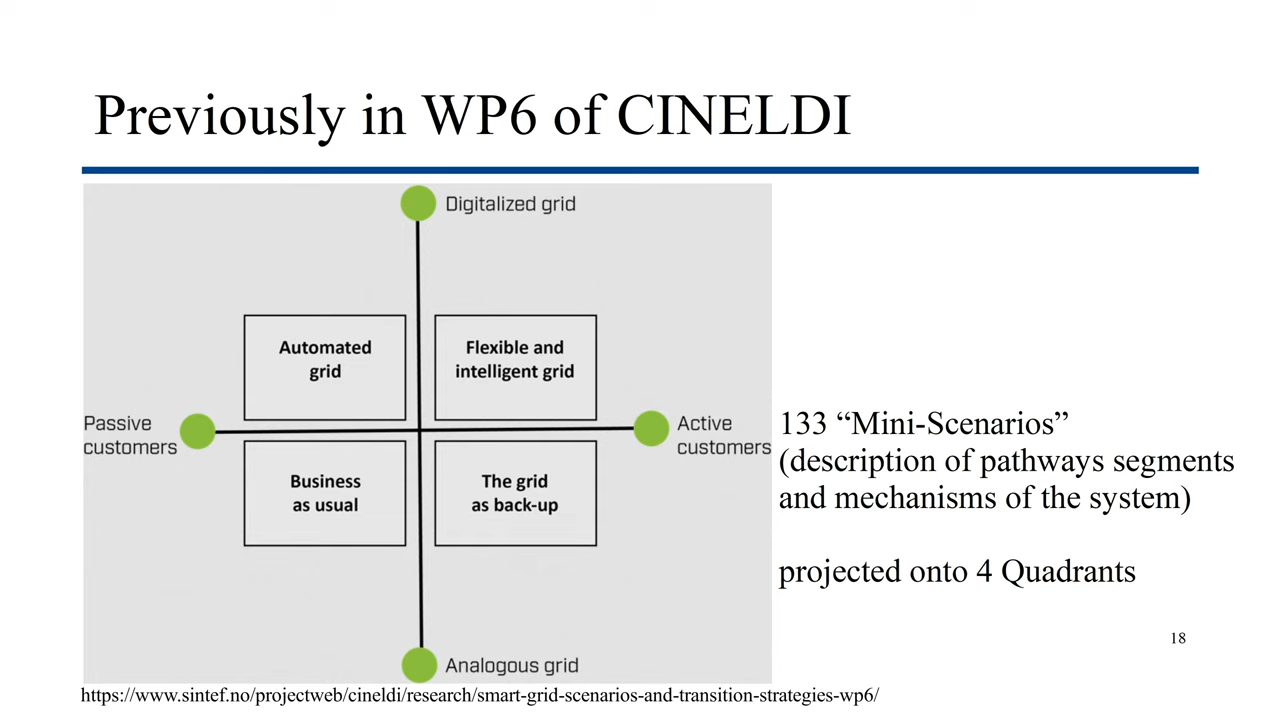 Previously in WP6 of CINELDI
Digitalized grid
Automated
grid
Flexible and
intelligent grid
Passive
customers
Active
customers
Business
as usual
The grid
as back-up
Analogous grid
133 “Mini-Scenarios”
(description of pathways segments
and mechanisms of the system)
projected onto 4 Quadrants
18
https://www.sintef.no/projectweb/cineldi/research/smart-grid-scenarios-and-transition-strategies-wp6/